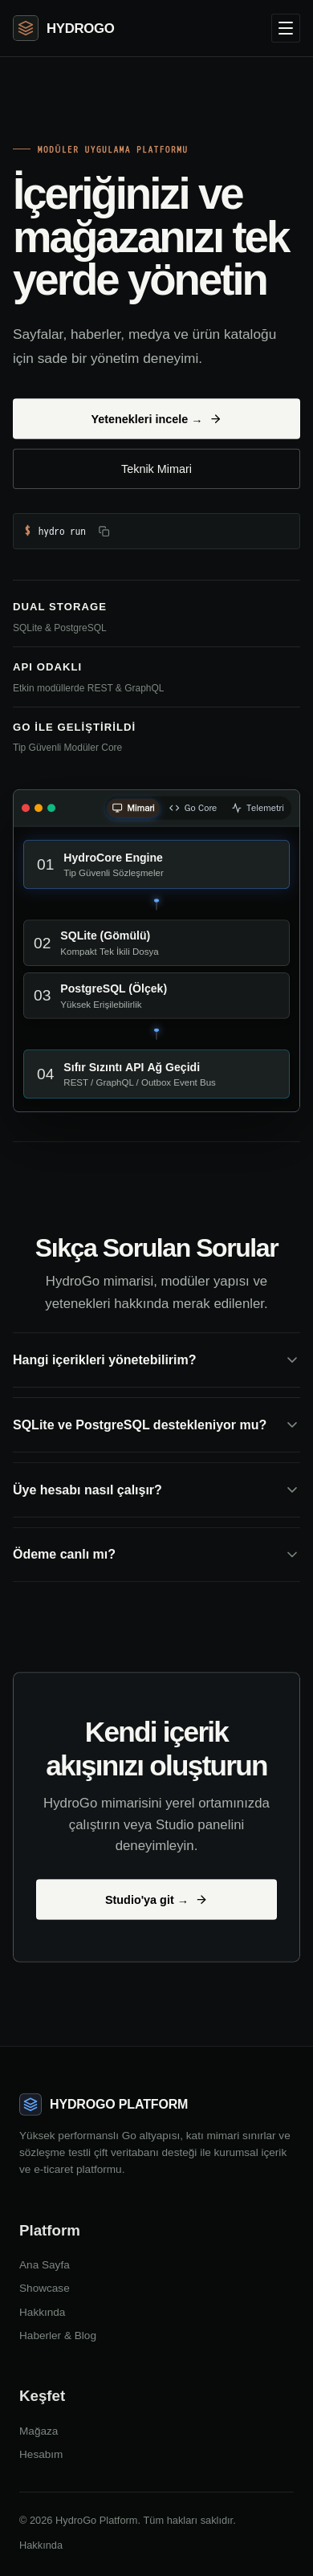 HYDROGO
MODÜLER UYGULAMA PLATFORMU
İçeriğinizi ve
mağazanızı tek
yerde yönetin
Sayfalar, haberler, medya ve ürün kataloğu
için sade bir yönetim deneyimi.
Yetenekleri incele → →
Teknik Mimari
$ hydro run
DUAL STORAGE
SQLite & PostgreSQL
API ODAKLI
Etkin modüllerde REST & GraphQL
GO İLE GELİŞTİRİLDİ
Tip Güvenli Modüler Core
Mimari Go Core Telemetri
01 HydroCore Engine
Tip Güvenli Sözleşmeler
02 SQLite (Gömülü)
Kompakt Tek İkili Dosya
03 PostgreSQL (Ölçek)
Yüksek Erişilebilirlik
04 Sıfır Sızıntı API Ağ Geçidi
REST / GraphQL / Outbox Event Bus
Sıkça Sorulan Sorular
HydroGo mimarisi, modüler yapısı ve
yetenekleri hakkında merak edilenler.
Hangi içerikleri yönetebilirim?
SQLite ve PostgreSQL destekleniyor mu?
Üye hesabı nasıl çalışır?
Ödeme canlı mı?
Kendi içerik
akışınızı oluşturun
HydroGo mimarisini yerel ortamınızda
çalıştırın veya Studio panelini
deneyimleyin.
Studio'ya git → →
HYDROGO PLATFORM
Yüksek performanslı Go altyapısı, katı mimari sınırlar ve
sözleşme testli çift veritabanı desteği ile kurumsal içerik
ve e-ticaret platformu.
Platform
Ana Sayfa
Showcase
Hakkında
Haberler & Blog
Keşfet
Mağaza
Hesabım
© 2026 HydroGo Platform. Tüm hakları saklıdır.
Hakkında